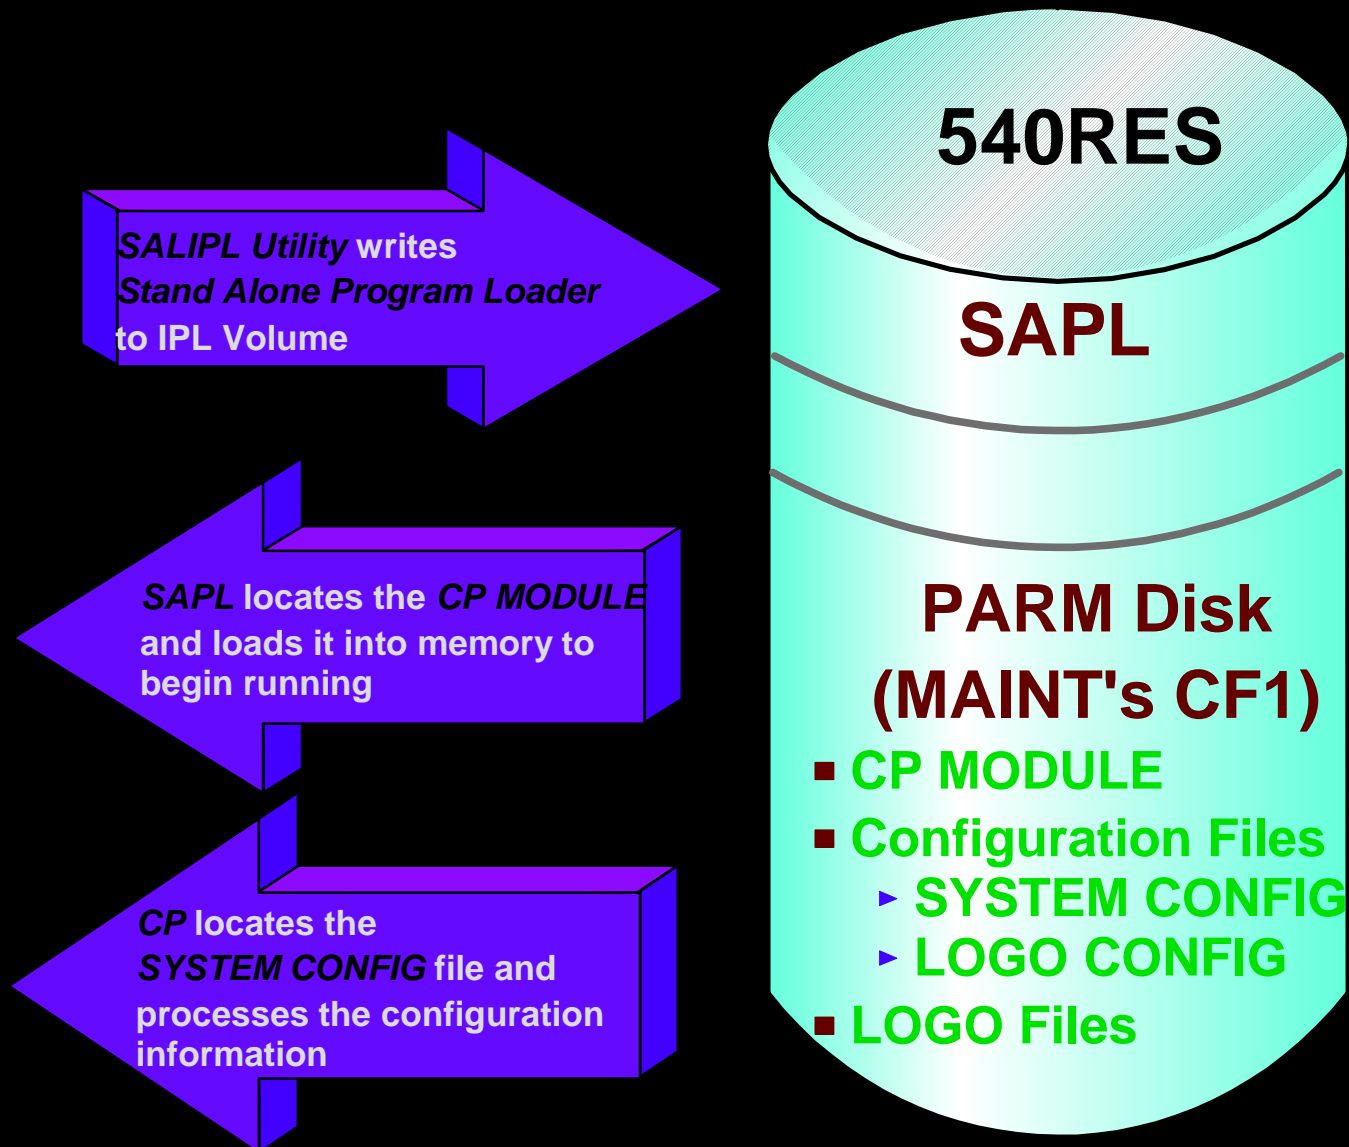 540RES
SAPL
SALIPL Utility writes
Stand Alone Program Loader
to IPL Volume
SAPL locates the CP MODULE
and loads it into memory to
begin running
CP locates the
SYSTEM CONFIG file and
processes the configuration
information
PARM Disk
(MAINT's CF1)
CP MODULE
Configuration Files
SYSTEM CONFIG
LOGO CONFIG
LOGO Files